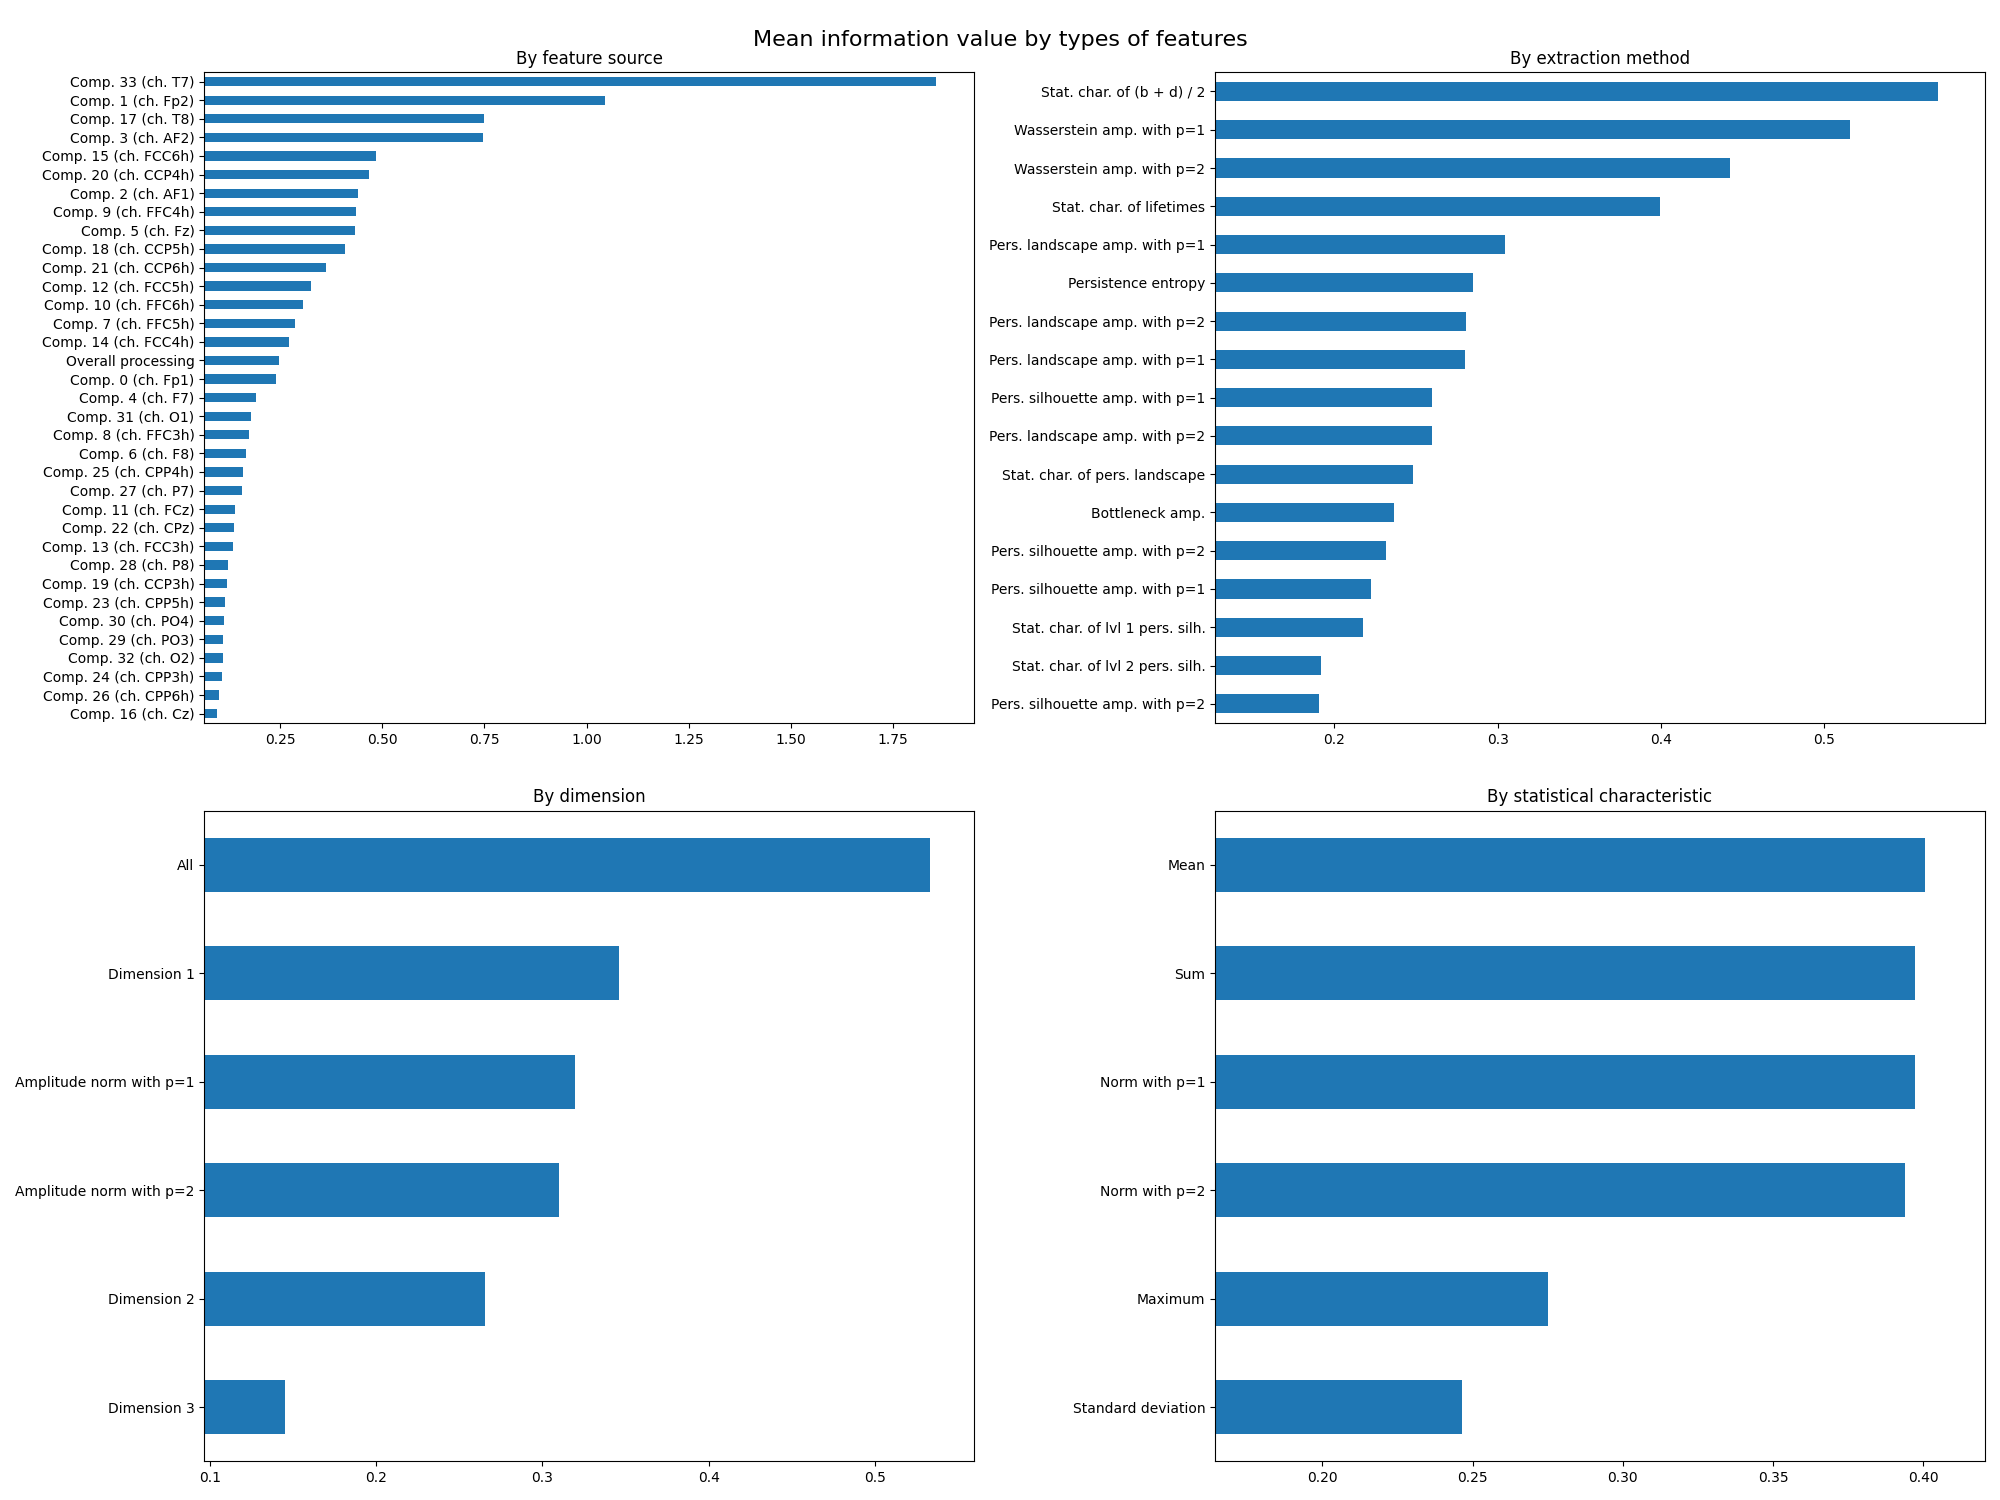 Mean information value by types of features
By feature source
Comp. 33 (ch. T7)
Comp. 1 (ch. Fp2)
Comp. 17 (ch. T8)
Comp. 3 (ch. AF2)
Comp. 15 (ch. FCC6h)
Comp. 20 (ch. CCP4h)
Comp. 2 (ch. AF1)
Comp. 9 (ch. FFC4h)
Comp. 5 (ch. Fz)
Comp. 18 (ch. CCP5h)
Comp. 21 (ch. CCP6h)
Comp. 12 (ch. FCC5h)
Comp. 10 (ch. FFC6h)
Comp. 7 (ch. FFC5h)
Comp. 14 (ch. FCC4h)
Overall processing
Comp. 0 (ch. Fp1)
Comp. 4 (ch. F7)
Comp. 31 (ch. O1)
Comp. 8 (ch. FFC3h)
Comp. 6 (ch. F8)
Comp. 25 (ch. CPP4h)
Comp. 27 (ch. P7)
Comp. 11 (ch. FCz)
Comp. 22 (ch. CPz)
Comp. 13 (ch. FCC3h)
Comp. 28 (ch. P8)
Comp. 19 (ch. CCP3h)
Comp. 23 (ch. CPP5h)
Comp. 30 (ch. PO4)
Comp. 29 (ch. PO3)
Comp. 32 (ch. O2)
Comp. 24 (ch. CPP3h)
Comp. 26 (ch. CPP6h)
Comp. 16 (ch. Cz)
0.25 0.50 0.75 1.00 1.25 1.50 1.75
By extraction method
Stat. char. of (b + d) / 2
Wasserstein amp. with p=1
Wasserstein amp. with p=2
Stat. char. of lifetimes
Pers. landscape amp. with p=1
Persistence entropy
Pers. landscape amp. with p=2
Pers. landscape amp. with p=1
Pers. silhouette amp. with p=1
Pers. landscape amp. with p=2
Stat. char. of pers. landscape
Bottleneck amp.
Pers. silhouette amp. with p=2
Pers. silhouette amp. with p=1
Stat. char. of lvl 1 pers. silh.
Stat. char. of lvl 2 pers. silh.
Pers. silhouette amp. with p=2
0.2 0.3 0.4 0.5
By dimension
All
Dimension 1
Amplitude norm with p=1
Amplitude norm with p=2
Dimension 2
Dimension 3
0.1 0.2 0.3 0.4 0.5
By statistical characteristic
Mean
Sum
Norm with p=1
Norm with p=2
Maximum
Standard deviation
0.20 0.25 0.30 0.35 0.40